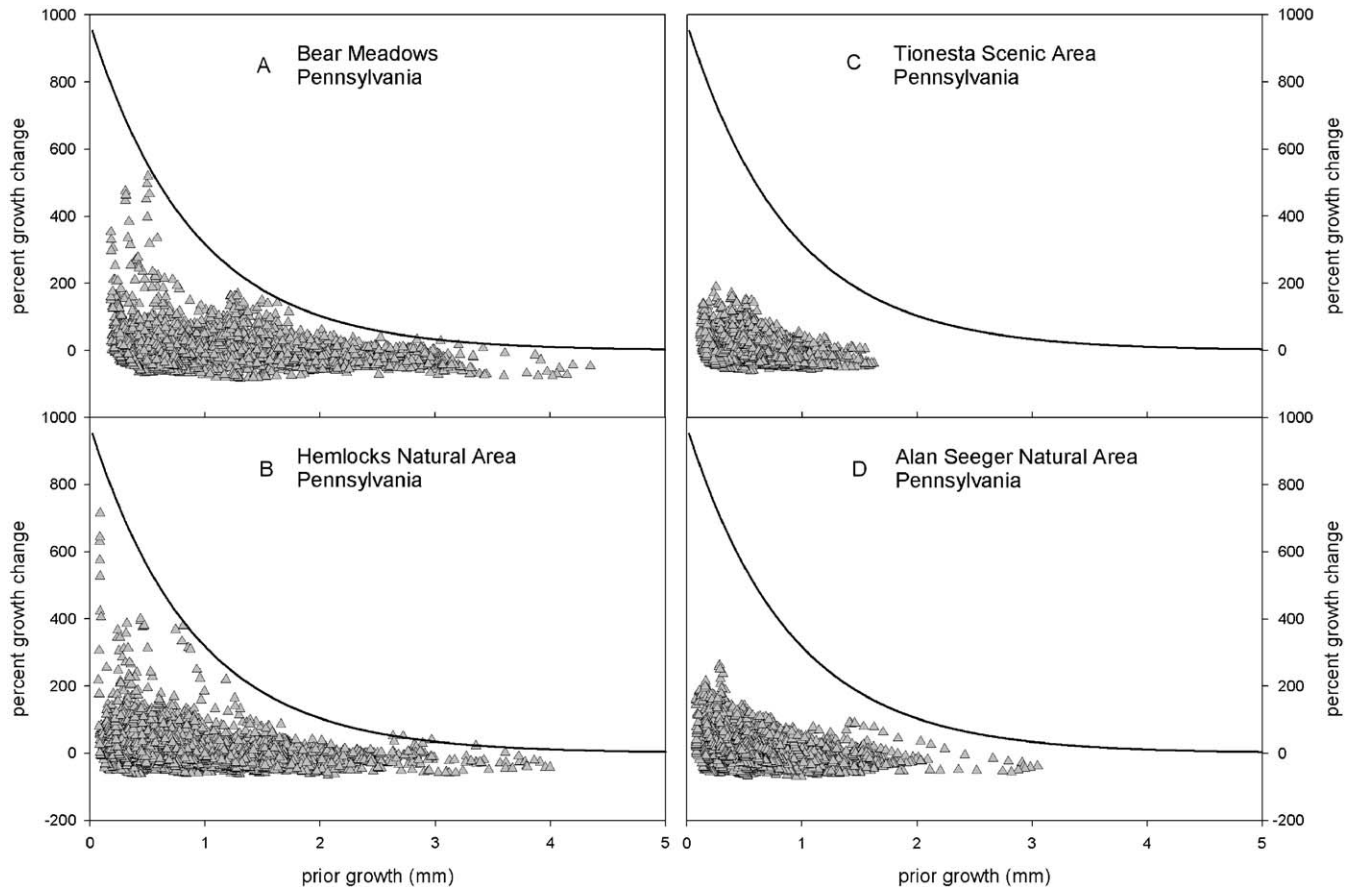 1000
800
600
400
200
0
percent growth change
A Bear Meadows
Pennsylvania
1000
800
600
400
200
0
percent growth change
C Tionesta Scenic Area
Pennsylvania
1000
800
600
400
200
0
-200
percent growth change
B Hemlocks Natural Area
Pennsylvania
0 1 2 3 4 5
prior growth (mm)
1000
800
600
400
200
0
-200
percent growth change
D Alan Seeger Natural Area
Pennsylvania
0 1 2 3 4 5
prior growth (mm)